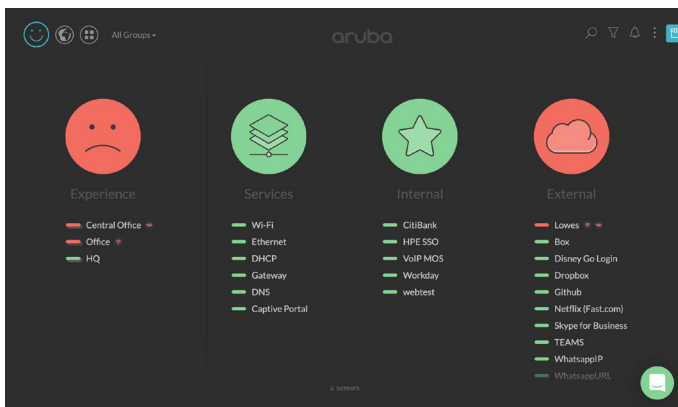 All Groups
aruba
Experience
Central Office
Office
HQ
Services
Wi-Fi
Ethernet
DHCP
Gateway
DNS
Captive Portal
Internal
CitiBank
HPE SSO
VoIP MOS
Workday
webtest
External
Lowes
Box
Disney Go Login
Dropbox
Github
Netflix (Fast.com)
Skype for Business
TEAMS
WhatsappIP
WhatsappURL
3 Sensors